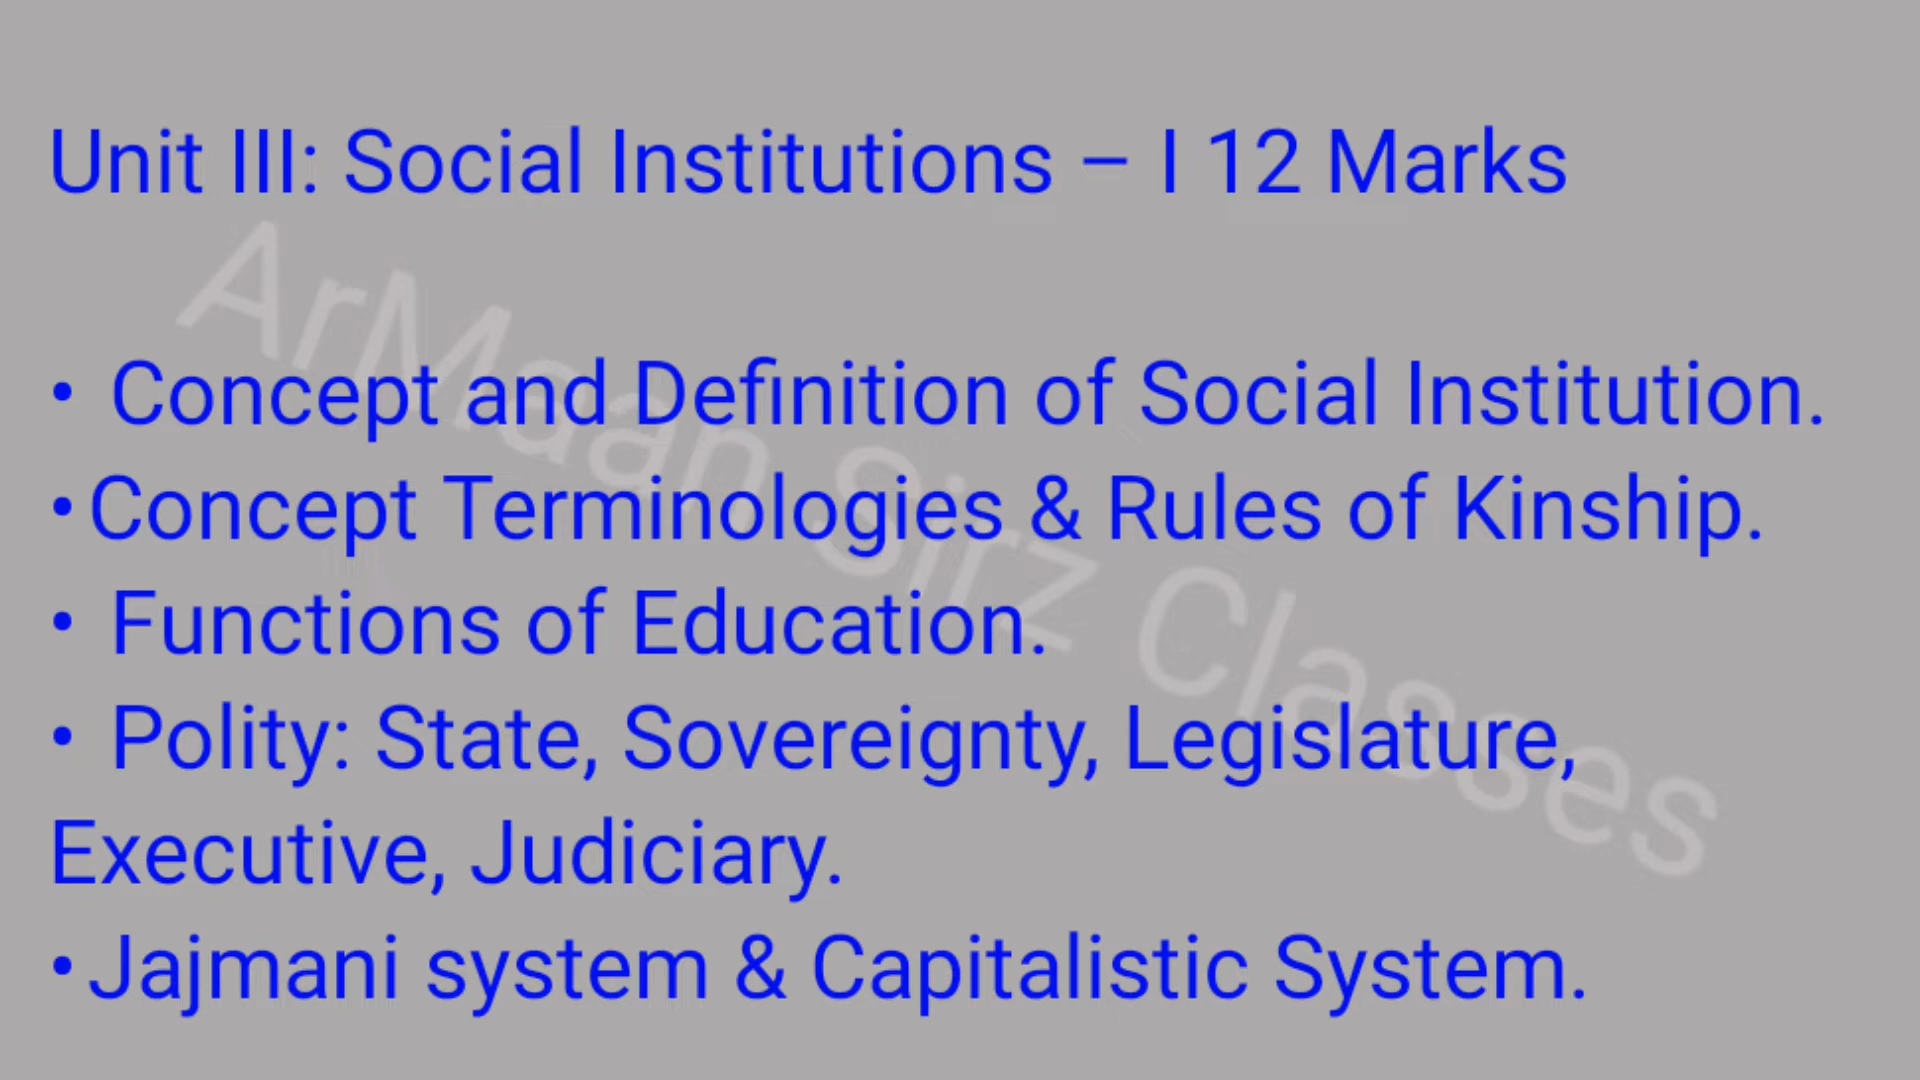 Unit III: Social Institutions – I 12 Marks
• Concept and Definition of Social Institution.
• Concept Terminologies & Rules of Kinship.
• Functions of Education.
• Polity: State, Sovereignty, Legislature,
Executive, Judiciary.
• Jajmani system & Capitalistic System.
ArMaan Sirz Classes